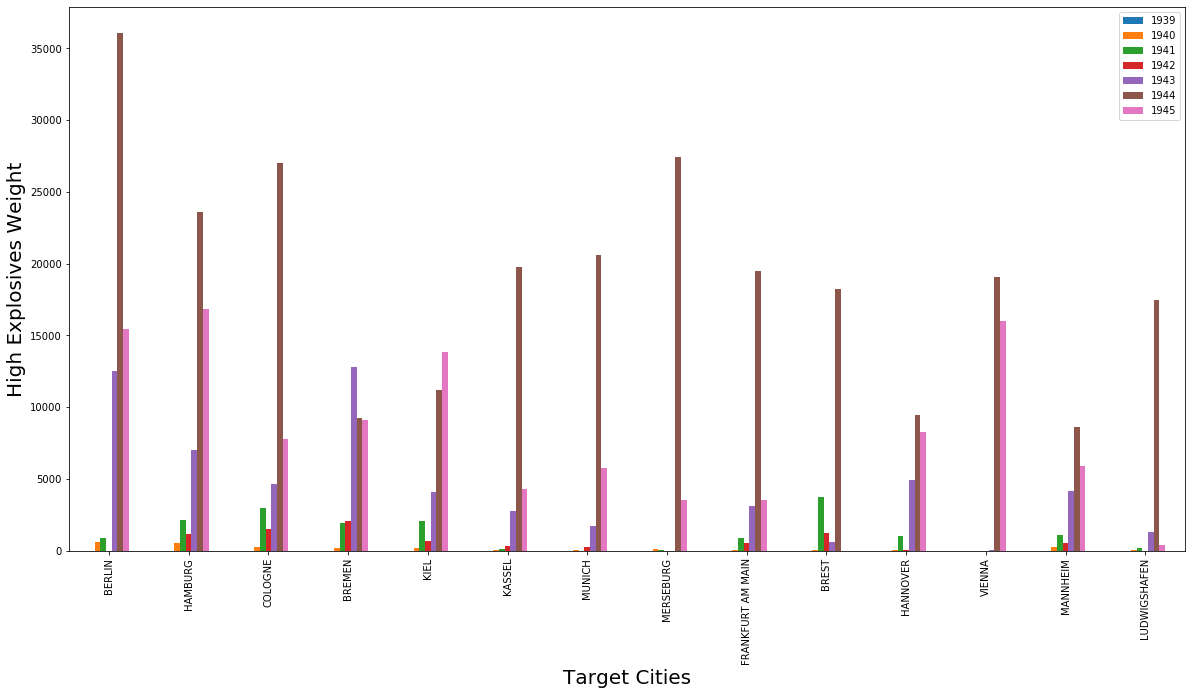 High Explosives Weight
35000
30000
25000
20000
15000
10000
5000
0
1939
1940
1941
1942
1943
1944
1945
BERLIN
HAMBURG
COLOGNE
BREMEN
KIEL
KASSEL
MUNICH
MERSEBURG
FRANKFURT AM MAIN
BREST
HANNOVER
VIENNA
MANNHEIM
LUDWIGSHAFEN
Target Cities